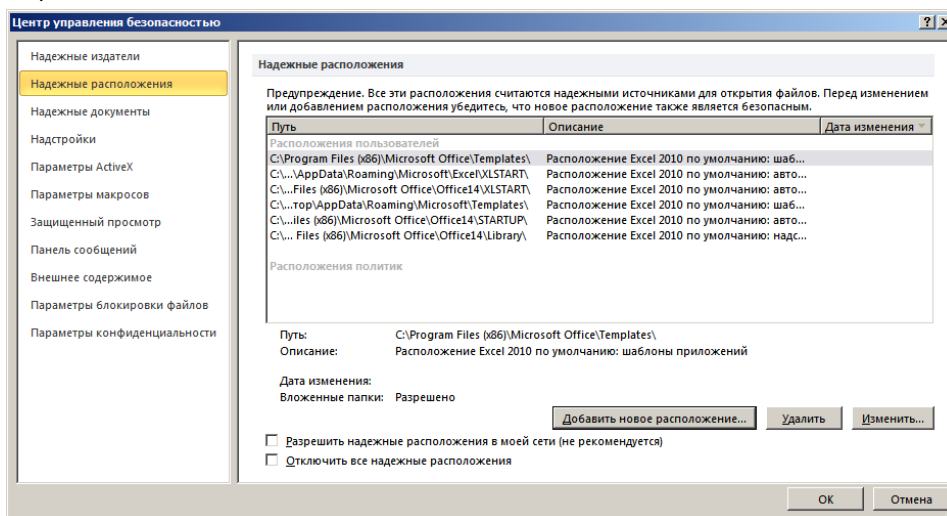 Центр управления безопасностью
Надежные издатели
Надежные расположения
Надежные документы
Надстройки
Параметры ActiveX
Параметры макросов
Защищенный просмотр
Панель сообщений
Внешнее содержимое
Параметры блокировки файлов
Параметры конфиденциальности
Надежные расположения
Предупреждение. Все эти расположения считаются надежными источниками для открытия файлов. Перед изменением
или добавлением расположения убедитесь, что новое расположение также является безопасным.
Путь Описание Дата изменения
Расположения пользователей
C:\Program Files (x86)\Microsoft Office\Templates\ Расположение Excel 2010 по умолчанию: шаб...
C:\...\AppData\Roaming\Microsoft\Excel\XLSTART\ Расположение Excel 2010 по умолчанию: авто...
C:\...Files (x86)\Microsoft Office\Office14\XLSTART\ Расположение Excel 2010 по умолчанию: авто...
C:\...тор\AppData\Roaming\Microsoft\Templates\ Расположение Excel 2010 по умолчанию: шаб...
C:\...iles (x86)\Microsoft Office\Office14\STARTUP\ Расположение Excel 2010 по умолчанию: авто...
C:\... Files (x86)\Microsoft Office\Office14\Library\ Расположение Excel 2010 по умолчанию: надс...
Расположения политик
Путь: C:\Program Files (x86)\Microsoft Office\Templates\
Описание: Расположение Excel 2010 по умолчанию: шаблоны приложений
Дата изменения:
Вложенные папки: Разрешено
Добавить новое расположение... Удалить Изменить...
Разрешить надежные расположения в моей сети (не рекомендуется)
Отключить все надежные расположения
ОК Отмена